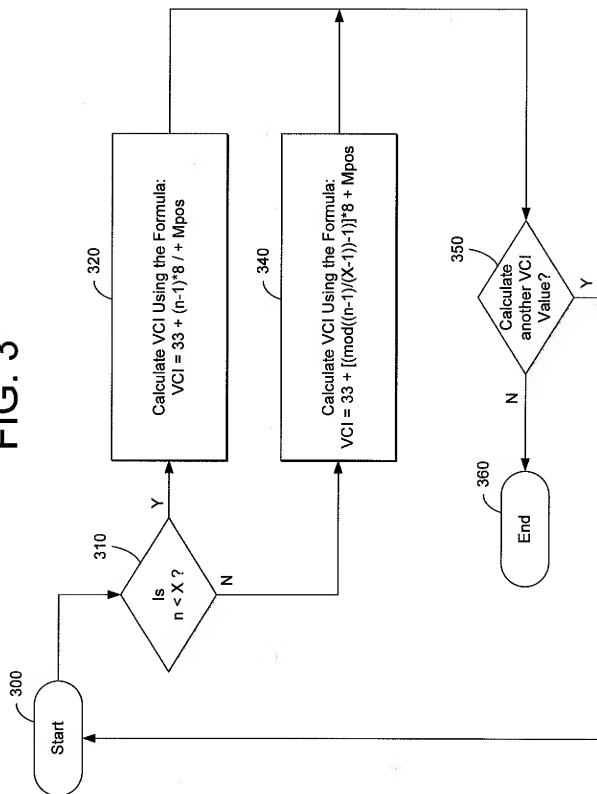 FIG. 3
300
Start
310
Is
n < X ?
Y
N
320
Calculate VCI Using the Formula:
VCI = 33 + (n-1)*8 / + Mpos
340
Calculate VCI Using the Formula:
VCI = 33 + [(mod((n-1)/(X-1))-1)]*8 + Mpos
350
Calculate
another VCI
Value?
Y
N
360
End